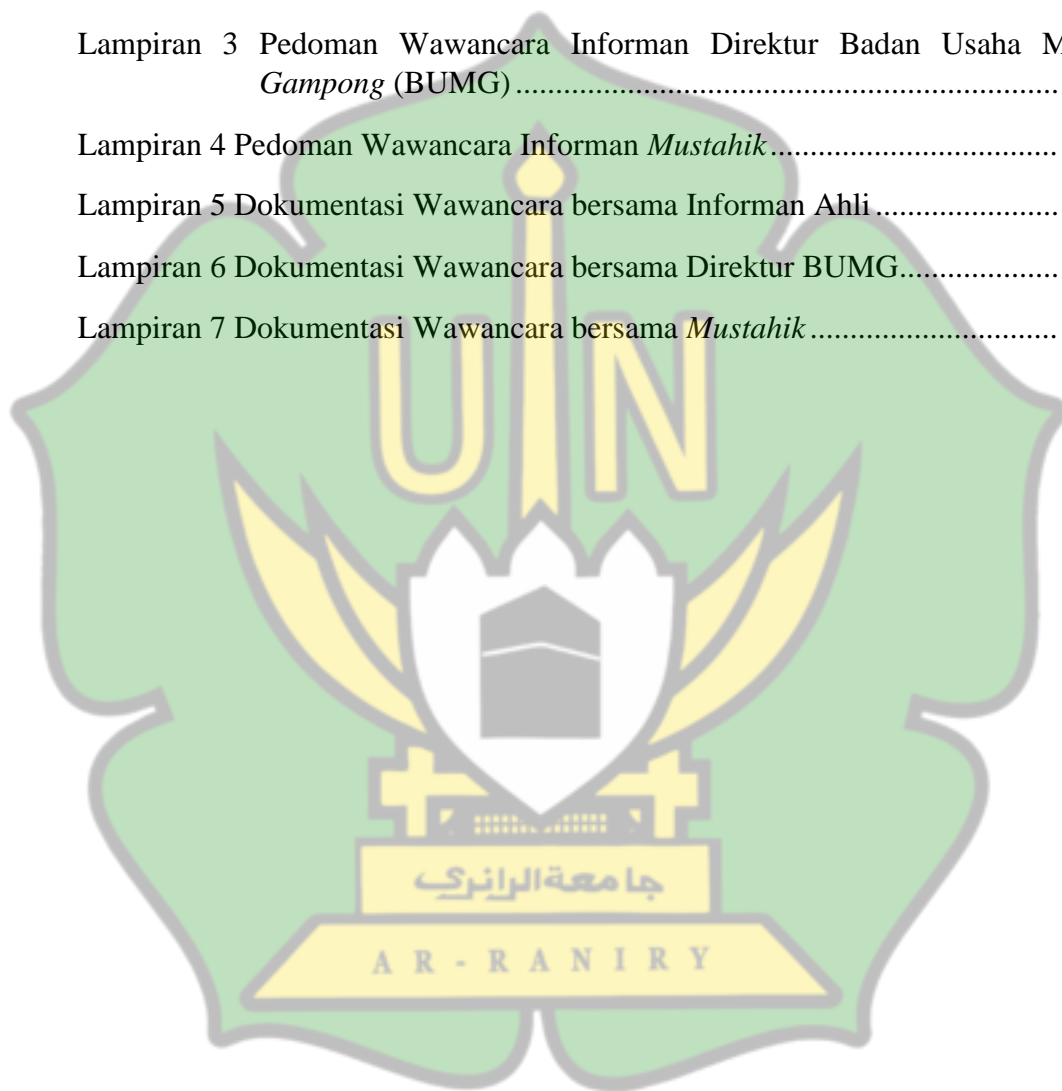 Lampiran 3 Pedoman Wawancara Informan Direktur Badan Usaha M
Gampong (BUMG) ....................................................................
Lampiran 4 Pedoman Wawancara Informan Mustahik ....................................
Lampiran 5 Dokumentasi Wawancara bersama Informan Ahli .......................
Lampiran 6 Dokumentasi Wawancara bersama Direktur BUMG....................
Lampiran 7 Dokumentasi Wawancara bersama Mustahik ...............................
UIN
جامعة الرانري
AR-RANIRY